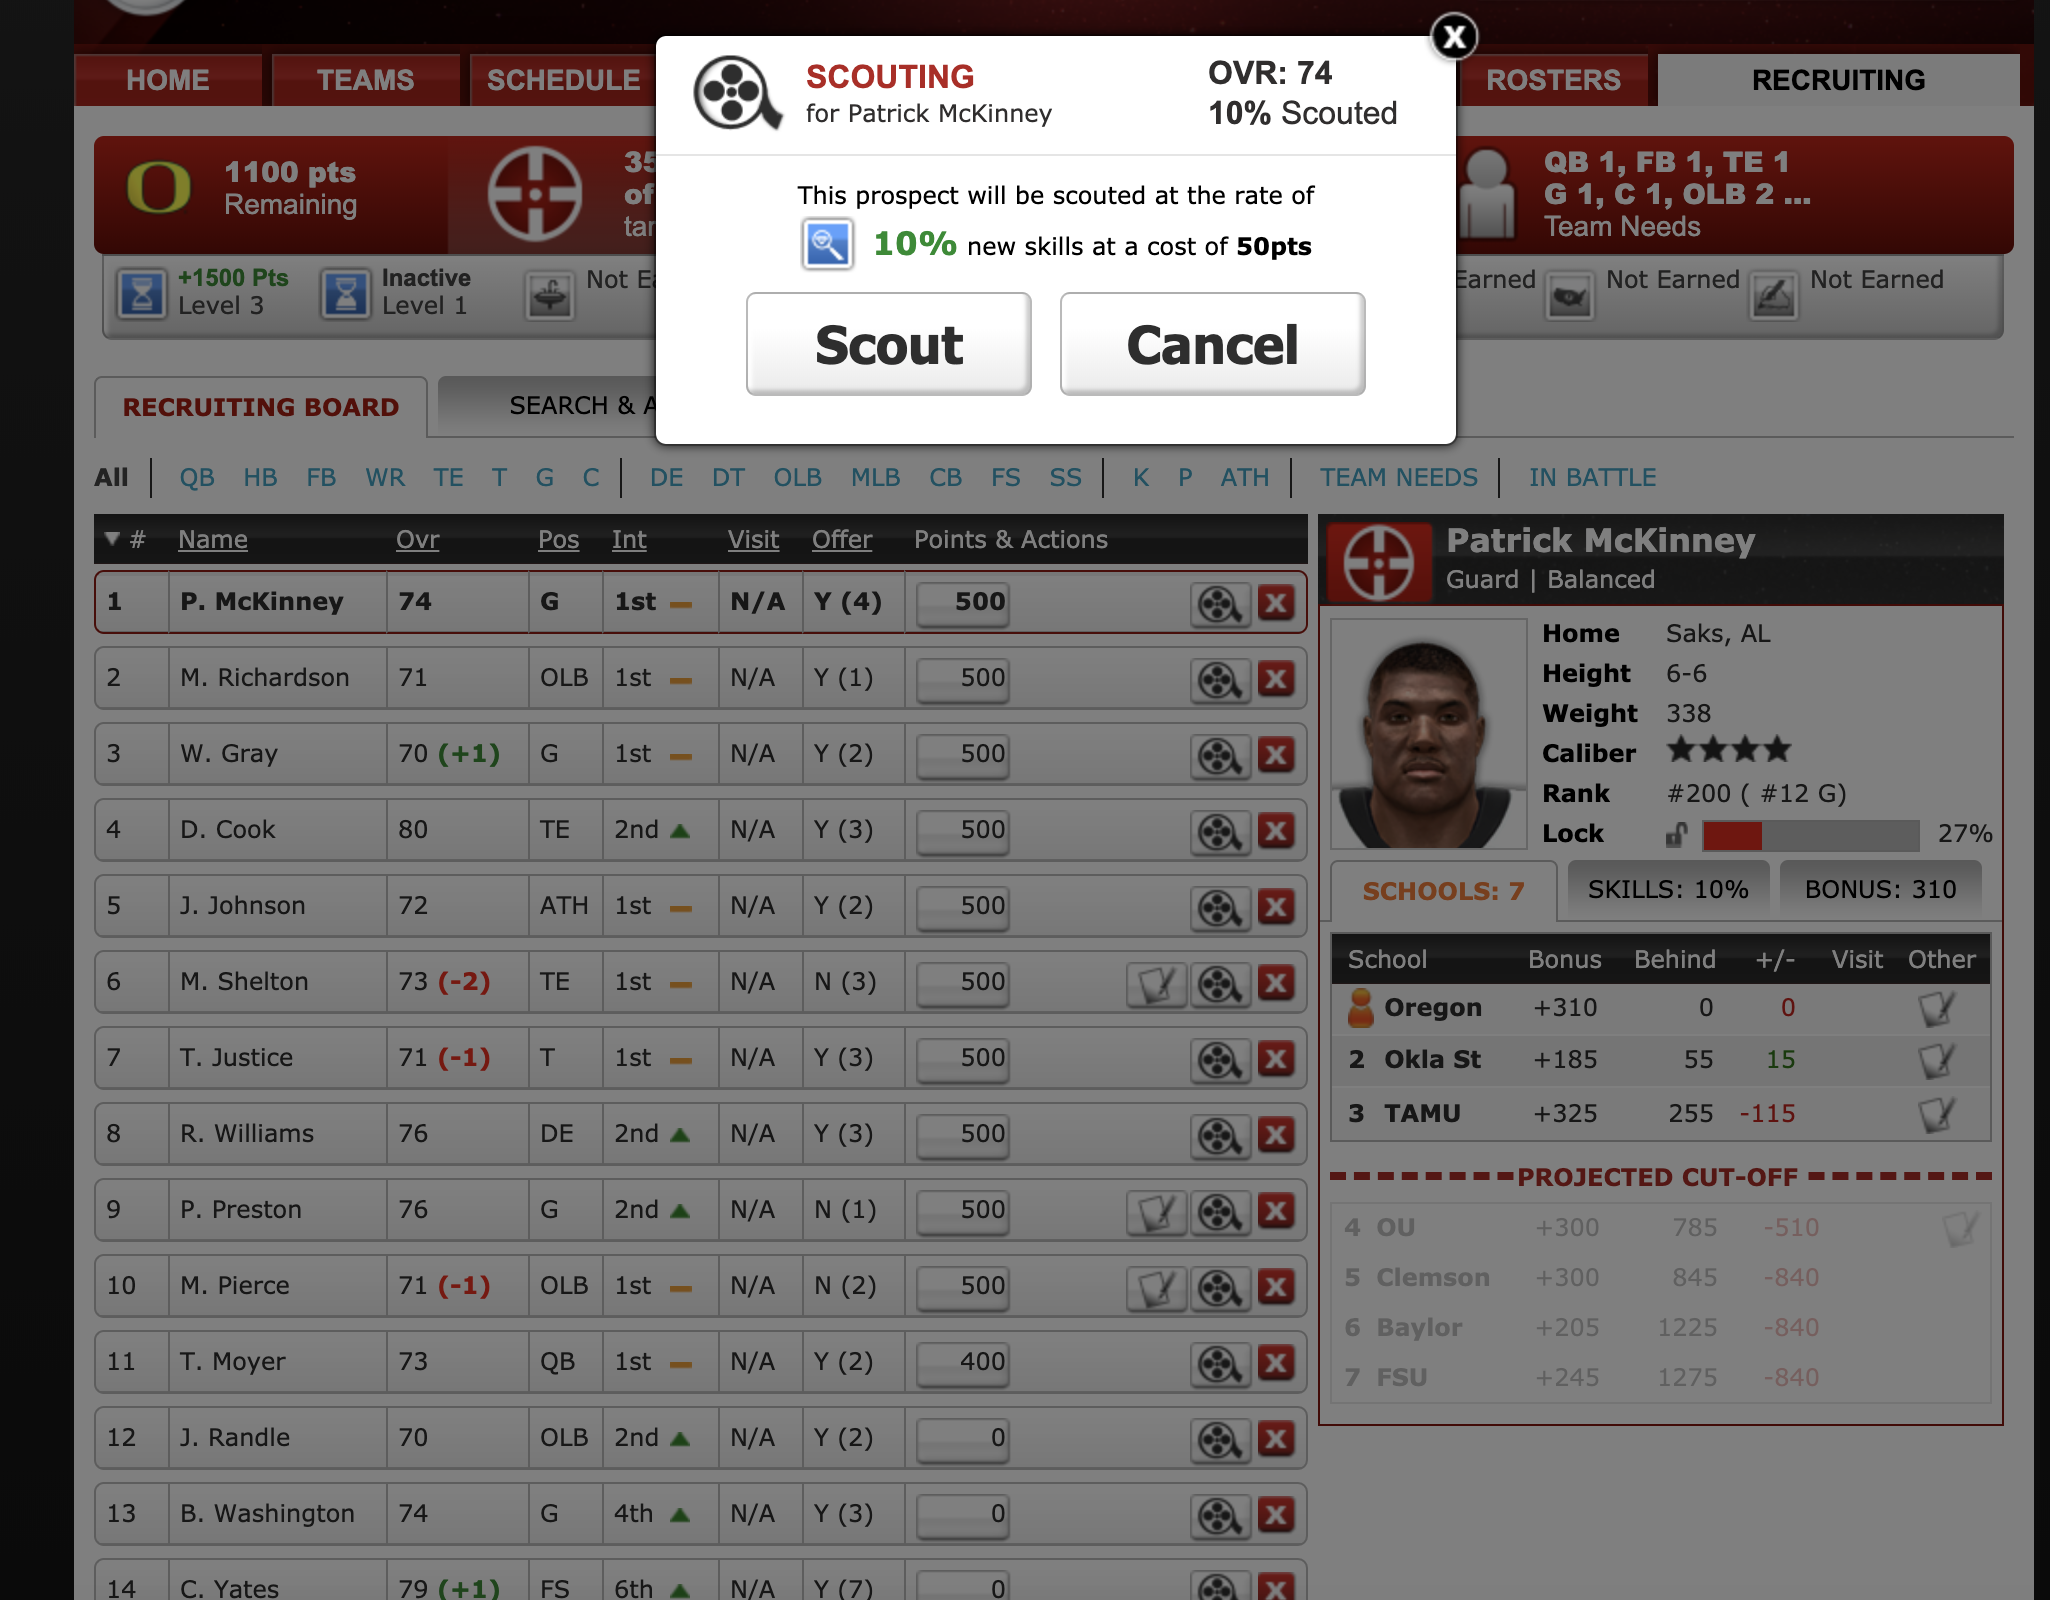 X
SCOUTING
for Patrick McKinney
OVR: 74
10% Scouted
This prospect will be scouted at the rate of
10% new skills at a cost of 50pts
Scout Cancel
HOME TEAMS SCHEDULE ROSTERS RECRUITING
O
1100 pts
Remaining
35
of
QB 1, FB 1, TE 1
G 1, C 1, OLB 2 ...
Team Needs
+1500 Pts
Level 3
Inactive
Level 1
Not
Earned
Not Earned
Not Earned
RECRUITING BOARD SEARCH &
All QB HB FB WR TE T G C DE DT OLB MLB CB FS SS K P ATH TEAM NEEDS IN BATTLE
# Name Ovr Pos Int Visit Offer Points & Actions
1 P. McKinney 74 G 1st N/A Y (4) 500 X
2 M. Richardson 71 OLB 1st N/A Y (1) 500 X
3 W. Gray 70 (+1) G 1st N/A Y (2) 500 X
4 D. Cook 80 TE 2nd N/A Y (3) 500 X
5 J. Johnson 72 ATH 1st N/A Y (2) 500 X
6 M. Shelton 73 (-2) TE 1st N/A N (3) 500 X
7 T. Justice 71 (-1) T 1st N/A Y (3) 500 X
8 R. Williams 76 DE 2nd N/A Y (3) 500 X
9 P. Preston 76 G 2nd N/A N (1) 500 X
10 M. Pierce 71 (-1) OLB 1st N/A N (2) 500 X
11 T. Moyer 73 QB 1st N/A Y (2) 400 X
12 J. Randle 70 OLB 2nd N/A Y (2) 0 X
13 B. Washington 74 G 4th N/A Y (3) 0 X
14 C. Yates 79 (+1) FS 6th N/A Y (7) 0 X
Patrick McKinney
Guard | Balanced
Home Saks, AL
Height 6-6
Weight 338
Caliber
Rank #200 ( #12 G)
Lock 27%
SCHOOLS: 7 SKILLS: 10% BONUS: 310
School Bonus Behind +/- Visit Other
Oregon +310 0 0
2 Okla St +185 55 15
3 TAMU +325 255 -115
PROJECTED CUT-OFF
4 OU +300 785 -510
5 Clemson +300 845 -840
6 Baylor +205 1225 -840
7 FSU +245 1275 -840